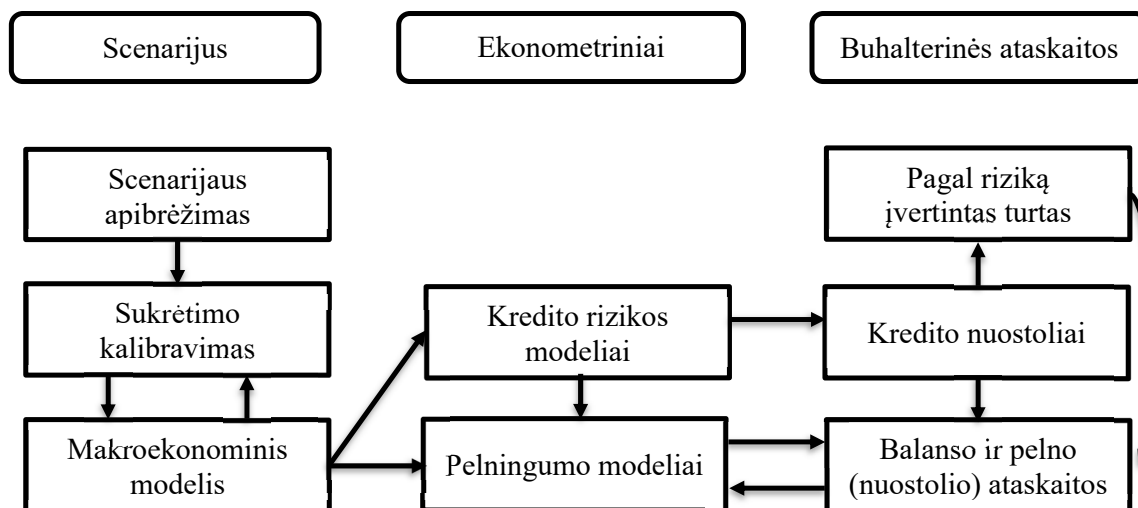 Scenarijus
Ekonometriniai
Buhalterinės ataskaitos
Scenarijaus
apibrėžimas
Pagal riziką
įvertintas turtas
Sukrėtimo
kalibravimas
Kredito rizikos
modeliai
Kredito nuostoliai
Makroekonominis
modelis
Pelningumo modeliai
Balanso ir pelno
(nuostolio) ataskaitos